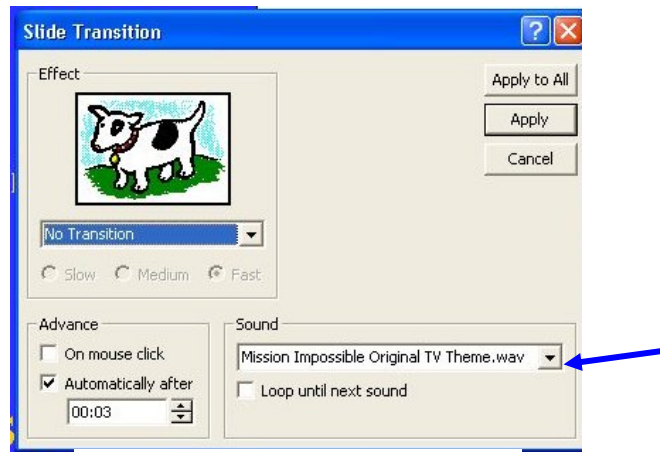 Slide Transition
Effect
Apply to All
Apply
Cancel
No Transition
Slow Medium Fast
Advance
On mouse click
Automatically after
00:03
Sound
Mission Impossible Original TV Theme.wav
Loop until next sound